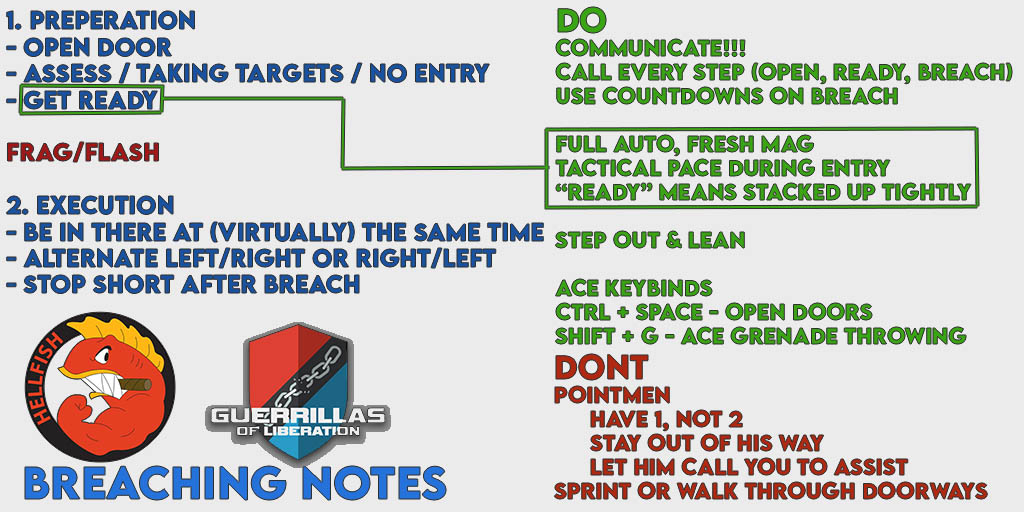 1. PREPERATION
- OPEN DOOR
- ASSESS / TAKING TARGETS / NO ENTRY
- GET READY
FRAG/FLASH
2. EXECUTION
- BE IN THERE AT (VIRTUALLY) THE SAME TIME
- ALTERNATE LEFT/RIGHT OR RIGHT/LEFT
- STOP SHORT AFTER BREACH
HELLFISH
GUERRILLAS
OF LIBERATION
BREACHING NOTES
DO
COMMUNICATE!!!
CALL EVERY STEP (OPEN, READY, BREACH)
USE COUNTDOWNS ON BREACH
FULL AUTO, FRESH MAG
TACTICAL PACE DURING ENTRY
“READY” MEANS STACKED UP TIGHTLY
STEP OUT & LEAN
ACE KEYBINDS
CTRL + SPACE - OPEN DOORS
SHIFT + G - ACE GRENADE THROWING
DONT
POINTMEN
HAVE 1, NOT 2
STAY OUT OF HIS WAY
LET HIM CALL YOU TO ASSIST
SPRINT OR WALK THROUGH DOORWAYS